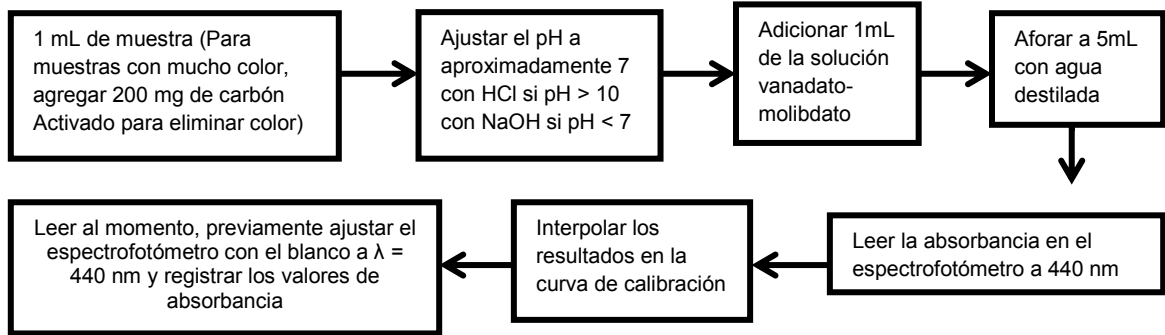 1 mL de muestra (Para
muestras con mucho color,
agregar 200 mg de carbón
Activado para eliminar color)
Ajustar el pH a
aproximadamente 7
con HCl si pH > 10
con NaOH si pH < 7
Adicionar 1mL
de la solución
vanadato-
molibdato
Aforar a 5mL
con agua
destilada
Leer la absorbancia en el
espectrofotómetro a 440 nm
Interpolar los
resultados en la
curva de calibración
Leer al momento, previamente ajustar el
espectrofotómetro con el blanco a λ =
440 nm y registrar los valores de
absorbancia